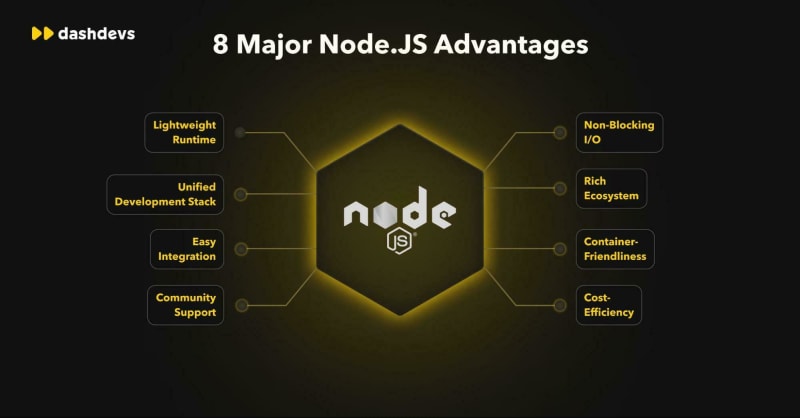 dashdevs
8 Major Node.JS Advantages
Lightweight
Runtime
Unified
Development Stack
Easy
Integration
Community
Support
node
JS
®
Non-Blocking
I/O
Rich
Ecosystem
Container-
Friendliness
Cost-
Efficiency